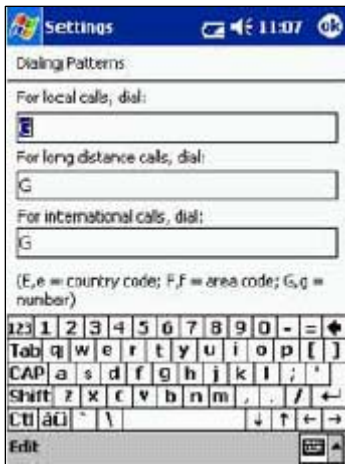 Settings 11:07 ok
Dialing Patterns
For local calls, dial:
G
For long distance calls, dial:
G
For international calls, dial:
G
(E,e = country code; F,f = area code; G,g =
number)
123 1 2 3 4 5 6 7 8 9 0 - =
Tab q w e r t y u i o p [ ]
CAP a s d f g h j k l ; '
Shift z x c v b n m , . /
Ctl áü ` \
Edit